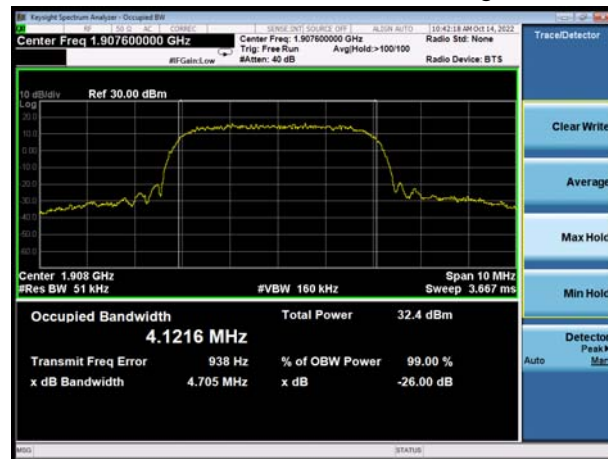 Keysight Spectrum Analyzer - Occupied BW
RF 50 Ω AC CORREC SENSE:INT SOURCE OFF ALIGN AUTO 10:42:18 AM Oct 14, 2022
Center Freq 1.907600000 GHz
Center Freq: 1.907600000 GHz
Radio Std: None
Trig: Free Run Avg|Hold:>100/100
#IFGain:Low
#Atten: 40 dB
Radio Device: BTS
Trace/Detector
10 dB/div Ref 30.00 dBm
Log
20.0
10.0
0.00
10.0
20.0
30.0
40.0
50.0
60.0
Clear Write
Average
Max Hold
Min Hold
Detector
Peak
Auto Man
Center 1.908 GHz
Span 10 MHz
#Res BW 51 kHz
#VBW 160 kHz
Sweep 3.667 ms
Occupied Bandwidth
4.1216 MHz
Total Power 32.4 dBm
Transmit Freq Error 938 Hz
% of OBW Power 99.00 %
x dB Bandwidth 4.705 MHz
x dB -26.00 dB
MSG
STATUS